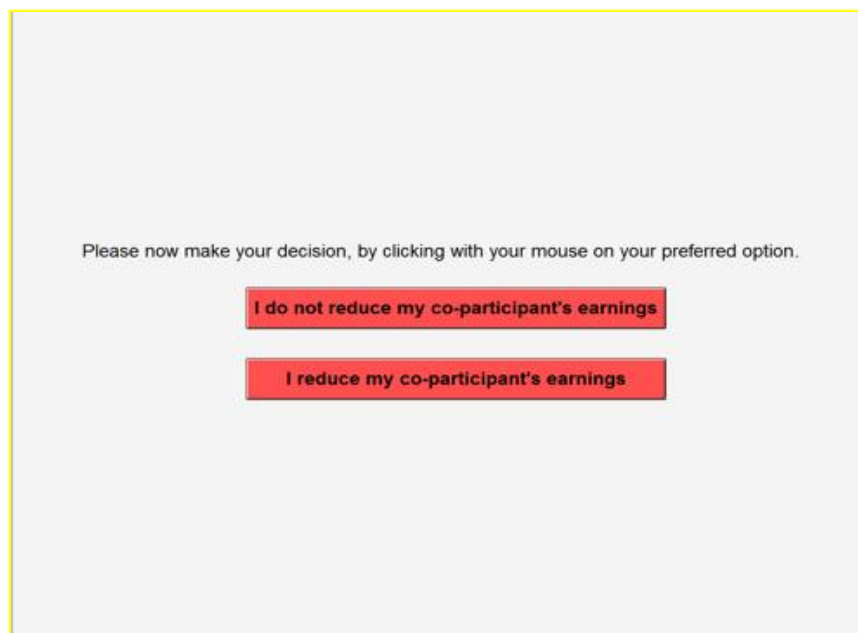 Please now make your decision, by clicking with your mouse on your preferred option.
I do not reduce my co-participant's earnings
I reduce my co-participant's earnings